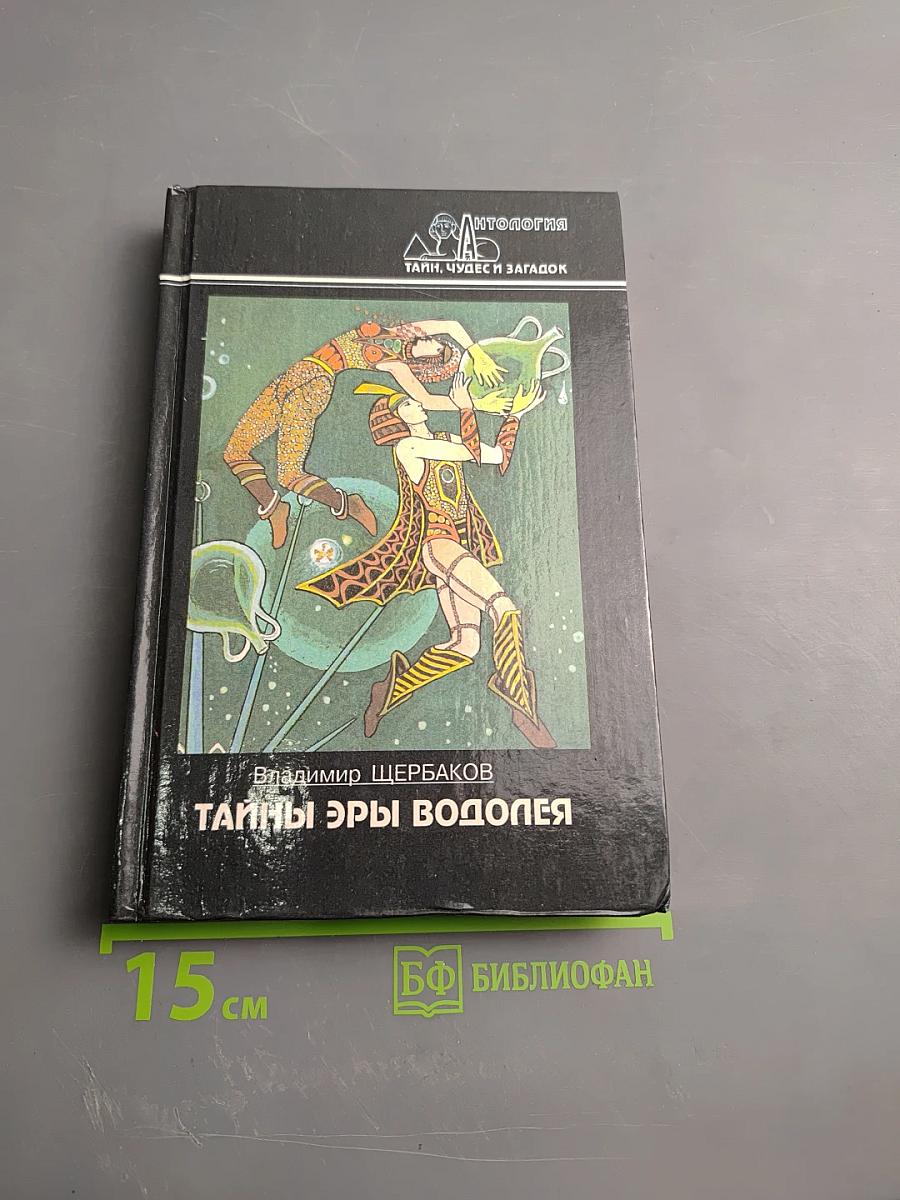 Антология
тайн, чудес и загадок
Владимир ЩЕРБАКОВ
ТАЙНЫ ЭРЫ ВОДОЛЕЯ
15 см
БФ БИБЛИОФАН